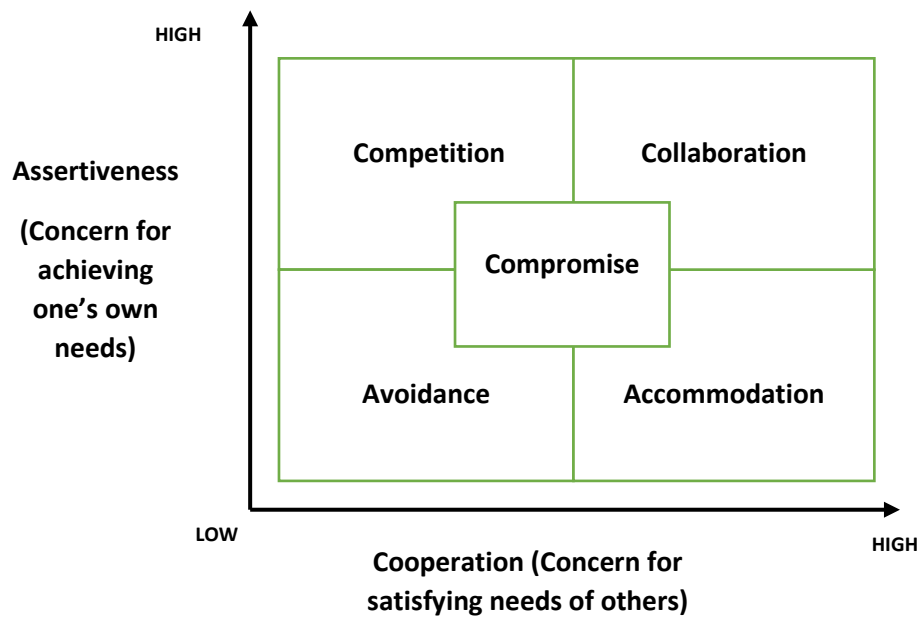 HIGH
Competition
Collaboration
Assertiveness
(Concern for
achieving
one’s own
needs)
Compromise
Avoidance
Accommodation
LOW
HIGH
Cooperation (Concern for
satisfying needs of others)